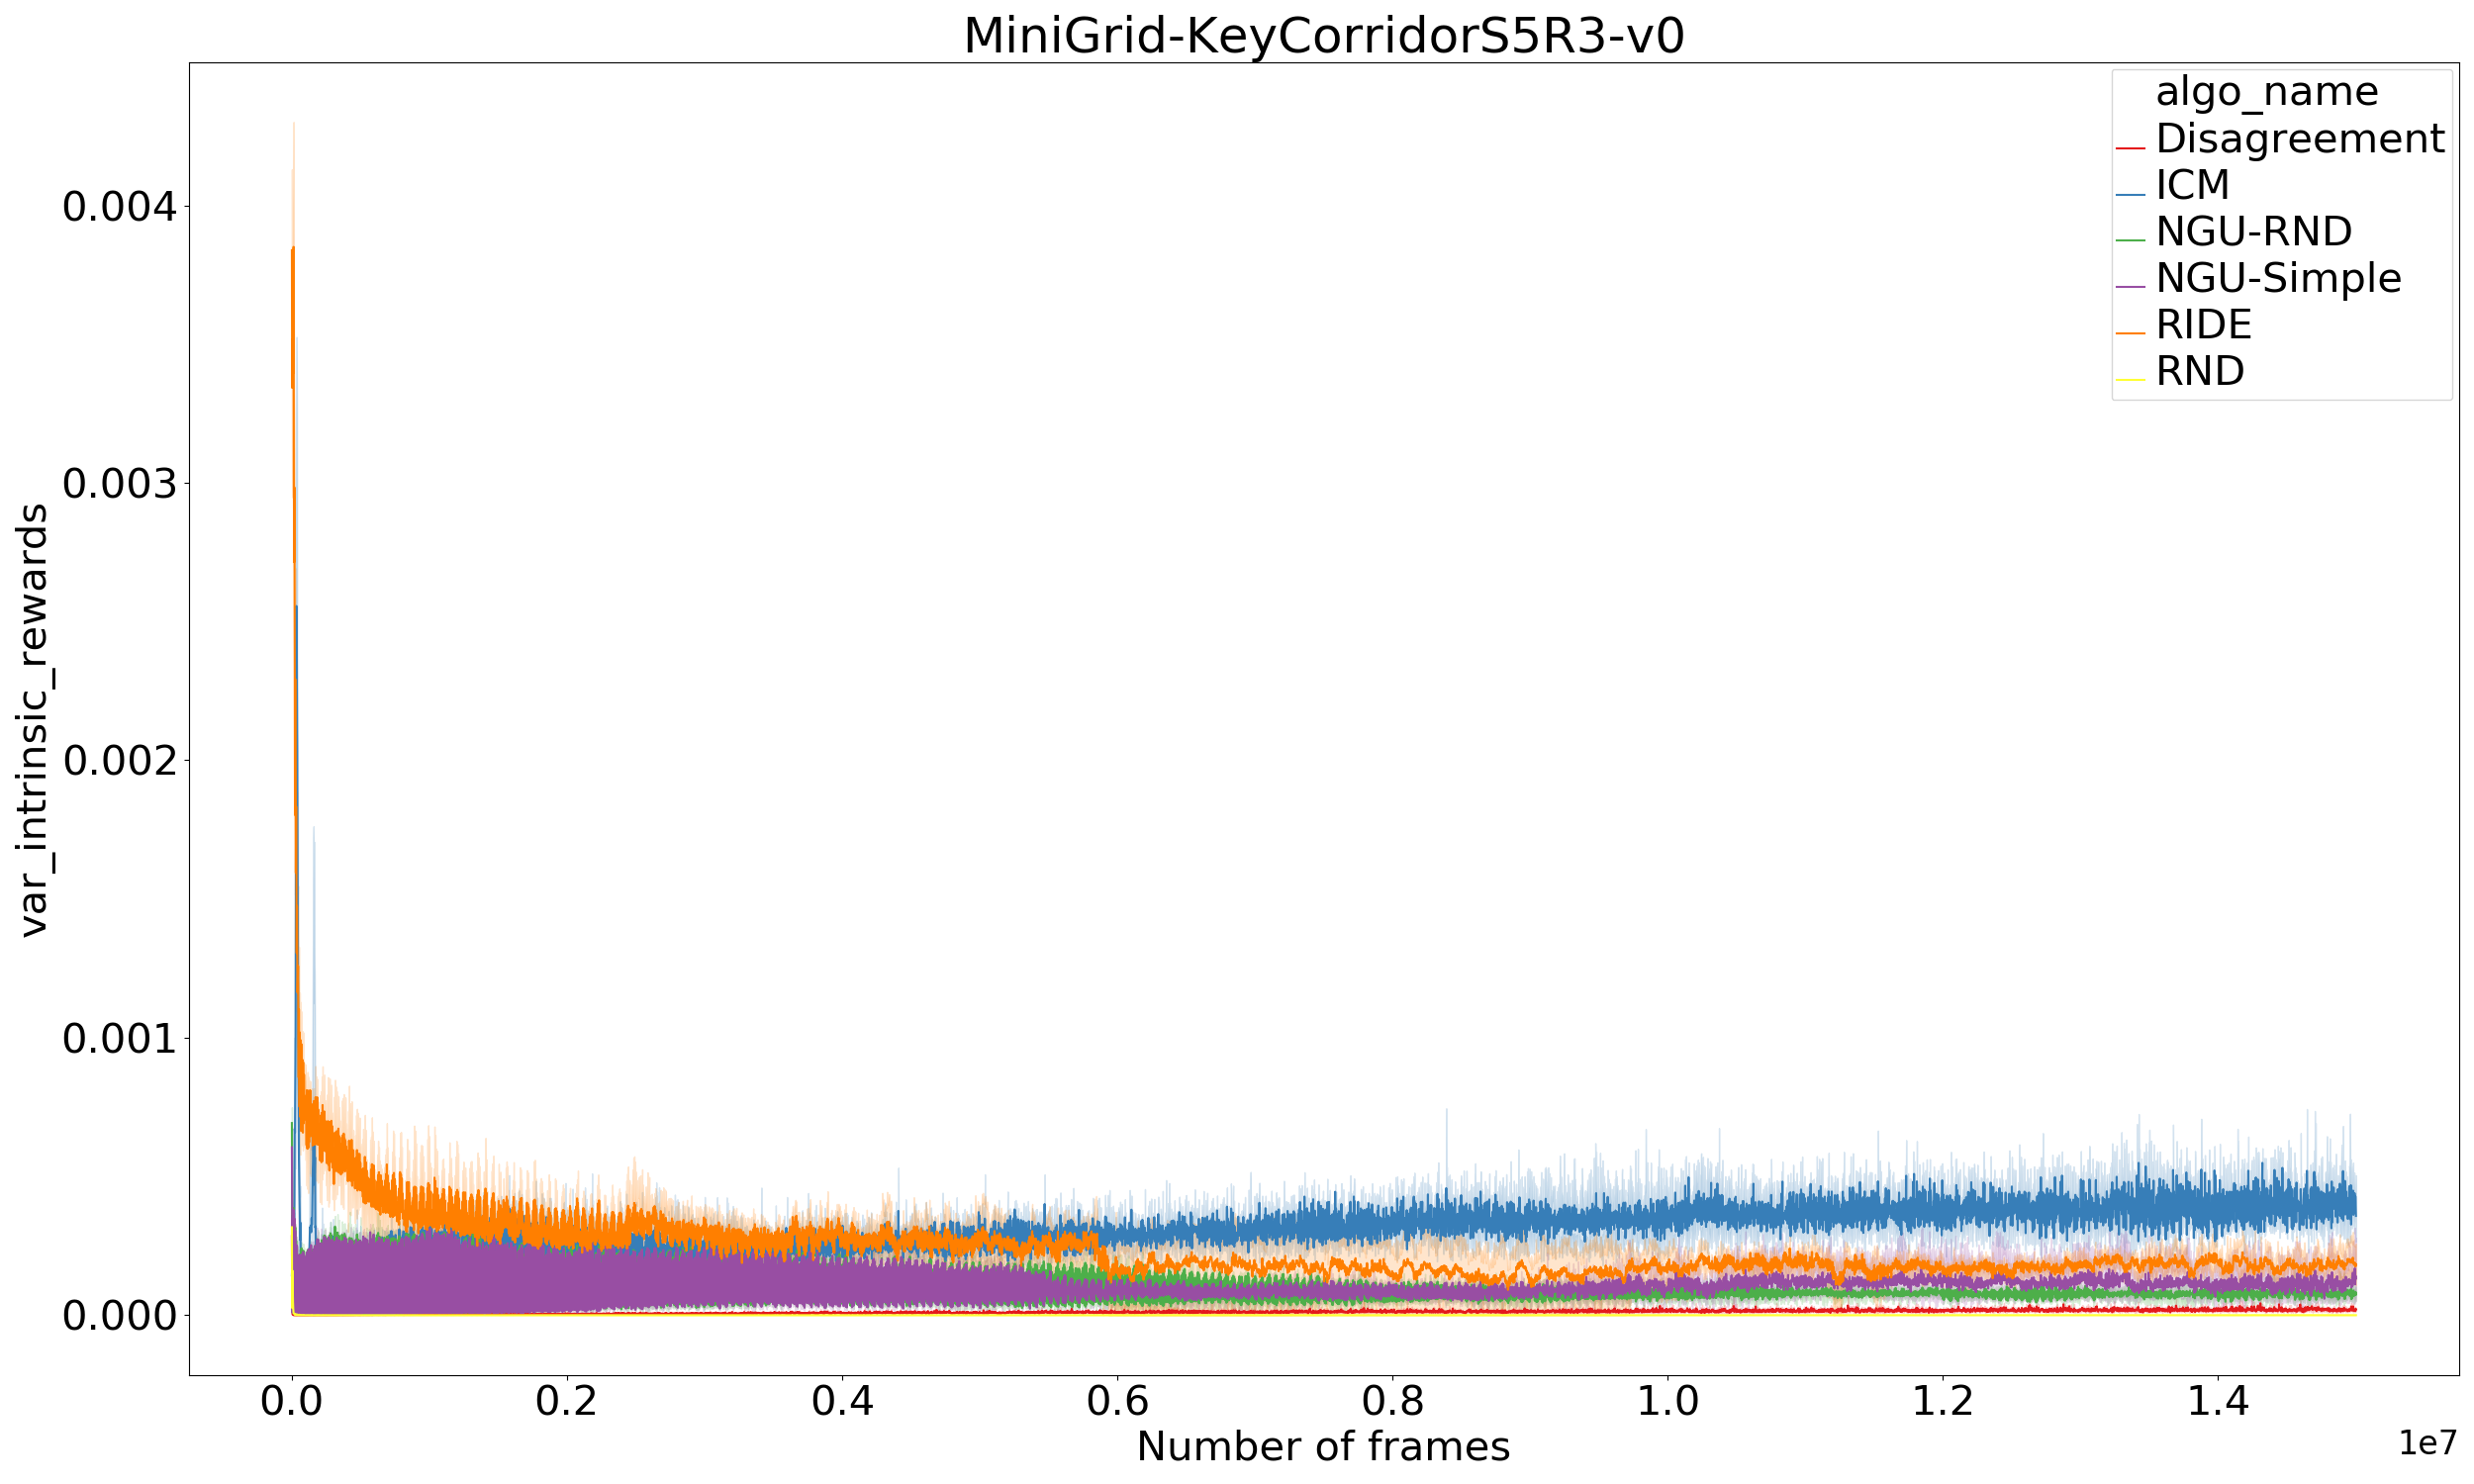 MiniGrid-KeyCorridorS5R3-v0
algo_name
Disagreement
ICM
NGU-RND
NGU-Simple
RIDE
RND
var_intrinsic_rewards
0.004
0.003
0.002
0.001
0.000
0.0 0.2 0.4 0.6 0.8 1.0 1.2 1.4
Number of frames
1e7